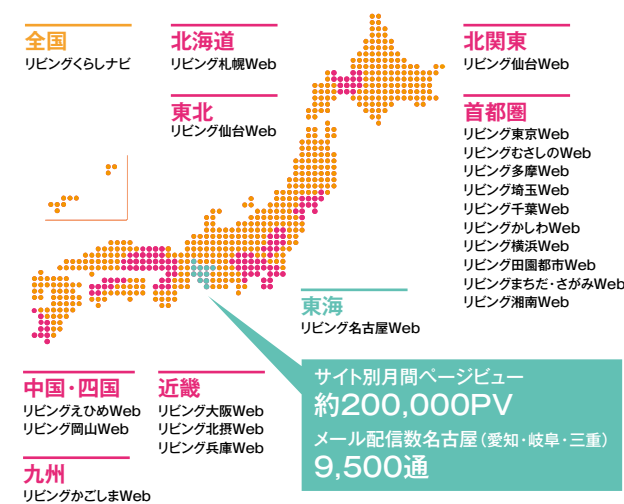 全国
リビングくらしナビ
北海道
リビング札幌Web
東北
リビング仙台Web
北関東
リビング仙台Web
首都圏
リビング東京Web
リビングむさしのWeb
リビング多摩Web
リビング埼玉Web
リビング千葉Web
リビングかしわWeb
リビング横浜Web
リビング田園都市Web
リビングまちだ・さがみWeb
リビング湘南Web
東海
リビング名古屋Web
サイト別月間ページビュー
約200,000PV
メール配信数名古屋(愛知・岐阜・三重)
9,500通
中国・四国
リビングえひめWeb
リビング岡山Web
近畿
リビング大阪Web
リビング北摂Web
リビング兵庫Web
九州
リビングかごしまWeb